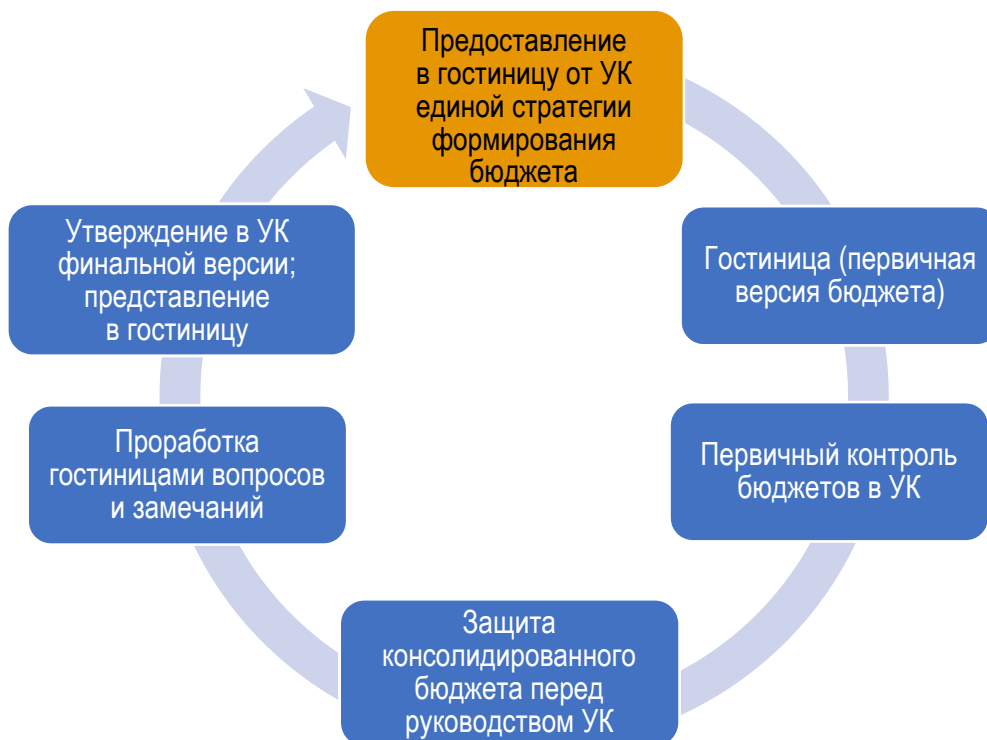 Предоставление
в гостиницу от УК
единой стратегии
формирования
бюджета
Гостиница (первичная
версия бюджета)
Первичный контроль
бюджетов в УК
Защита
консолидированного
бюджета перед
руководством УК
Проработка
гостиницами вопросов
и замечаний
Утверждение в УК
финальной версии;
представление
в гостиницу